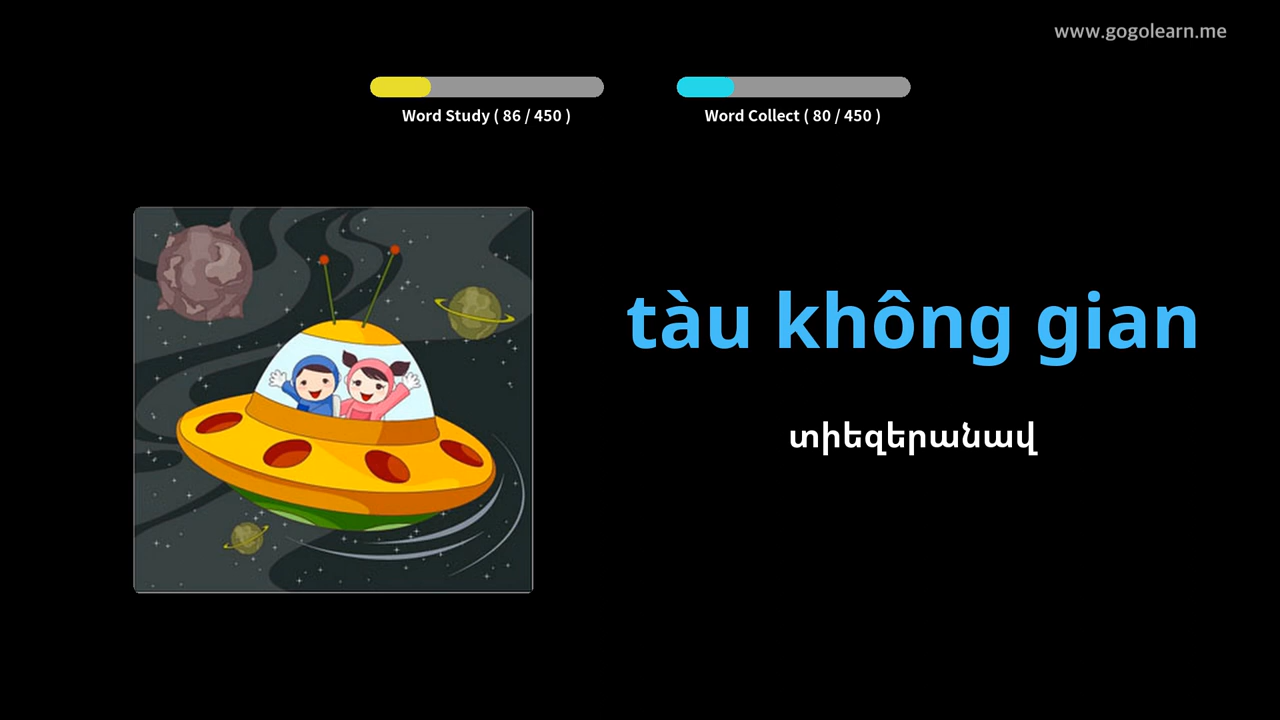 www.gogolearn.me
Word Study ( 86 / 450 )
Word Collect ( 80 / 450 )
tàu không gian
տիեզերանավ